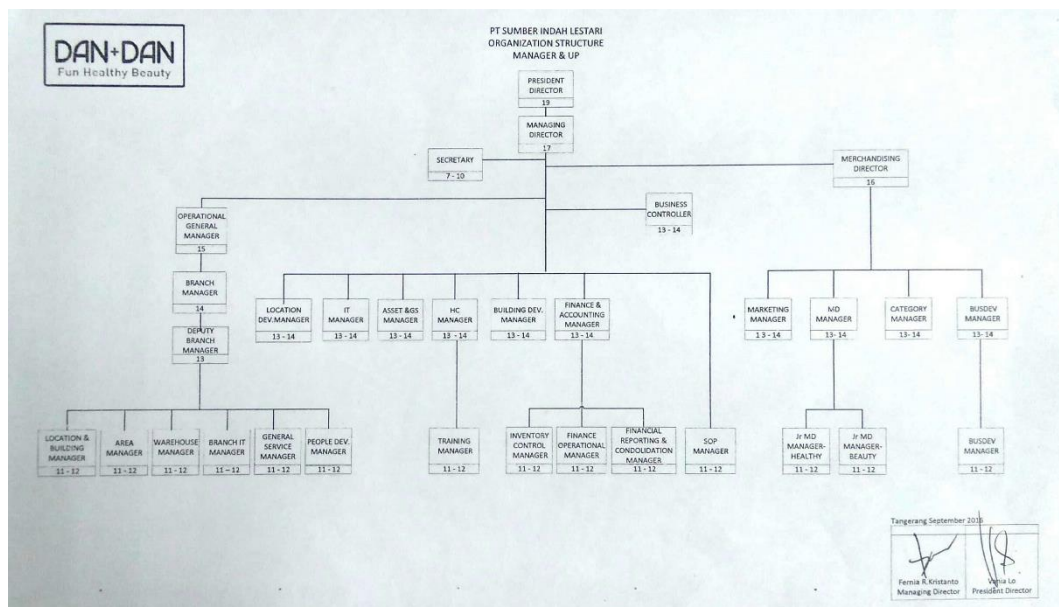 DAN+DAN
Fun Healthy Beauty
PT SUMBER INDAH LESTARI
ORGANIZATION STRUCTURE
MANAGER & UP
PRESIDENT
DIRECTOR
19
MANAGING
DIRECTOR
17
SECRETARY
7 - 10
MERCHANDISING
DIRECTOR
16
OPERATIONAL
GENERAL
MANAGER
15
BUSINESS
CONTROLLER
13 - 14
BRANCH
MANAGER
14
DEPUTY
BRANCH
MANAGER
13
LOCATION
DEV.MANAGER
13 - 14
IT
MANAGER
13 - 14
ASSET &GS
MANAGER
13 - 14
HC
MANAGER
13 - 14
BUILDING DEV.
MANAGER
13 - 14
FINANCE &
ACCOUNTING
MANAGER
13 - 14
MARKETING
MANAGER
1 3 - 14
MD
MANAGER
13- 14
CATEGORY
MANAGER
13- 14
BUSDEV
MANAGER
13- 14
LOCATION &
BUILDING
MANAGER
11 - 12
AREA
MANAGER
11 - 12
WAREHOUSE
MANAGER
11 - 12
BRANCH IT
MANAGER
11 - 12
GENERAL
SERVICE
MANAGER
11 - 12
PEOPLE DEV.
MANAGER
11 - 12
TRAINING
MANAGER
11 - 12
INVENTORY
CONTROL
MANAGER
11 - 12
FINANCE
OPERATIONAL
MANAGER
11 - 12
FINANCIAL
REPORTING &
CONDOLIDATION
MANAGER
11 - 12
SOP
MANAGER
11 - 12
Jr MD
MANAGER-
HEALTHY
11 - 12
Jr MD
MANAGER-
BEAUTY
11 - 12
BUSDEV
MANAGER
11 - 12
Tangerang September
Fernia R.Kristanto
Managing Director
Vania Lo
President Director